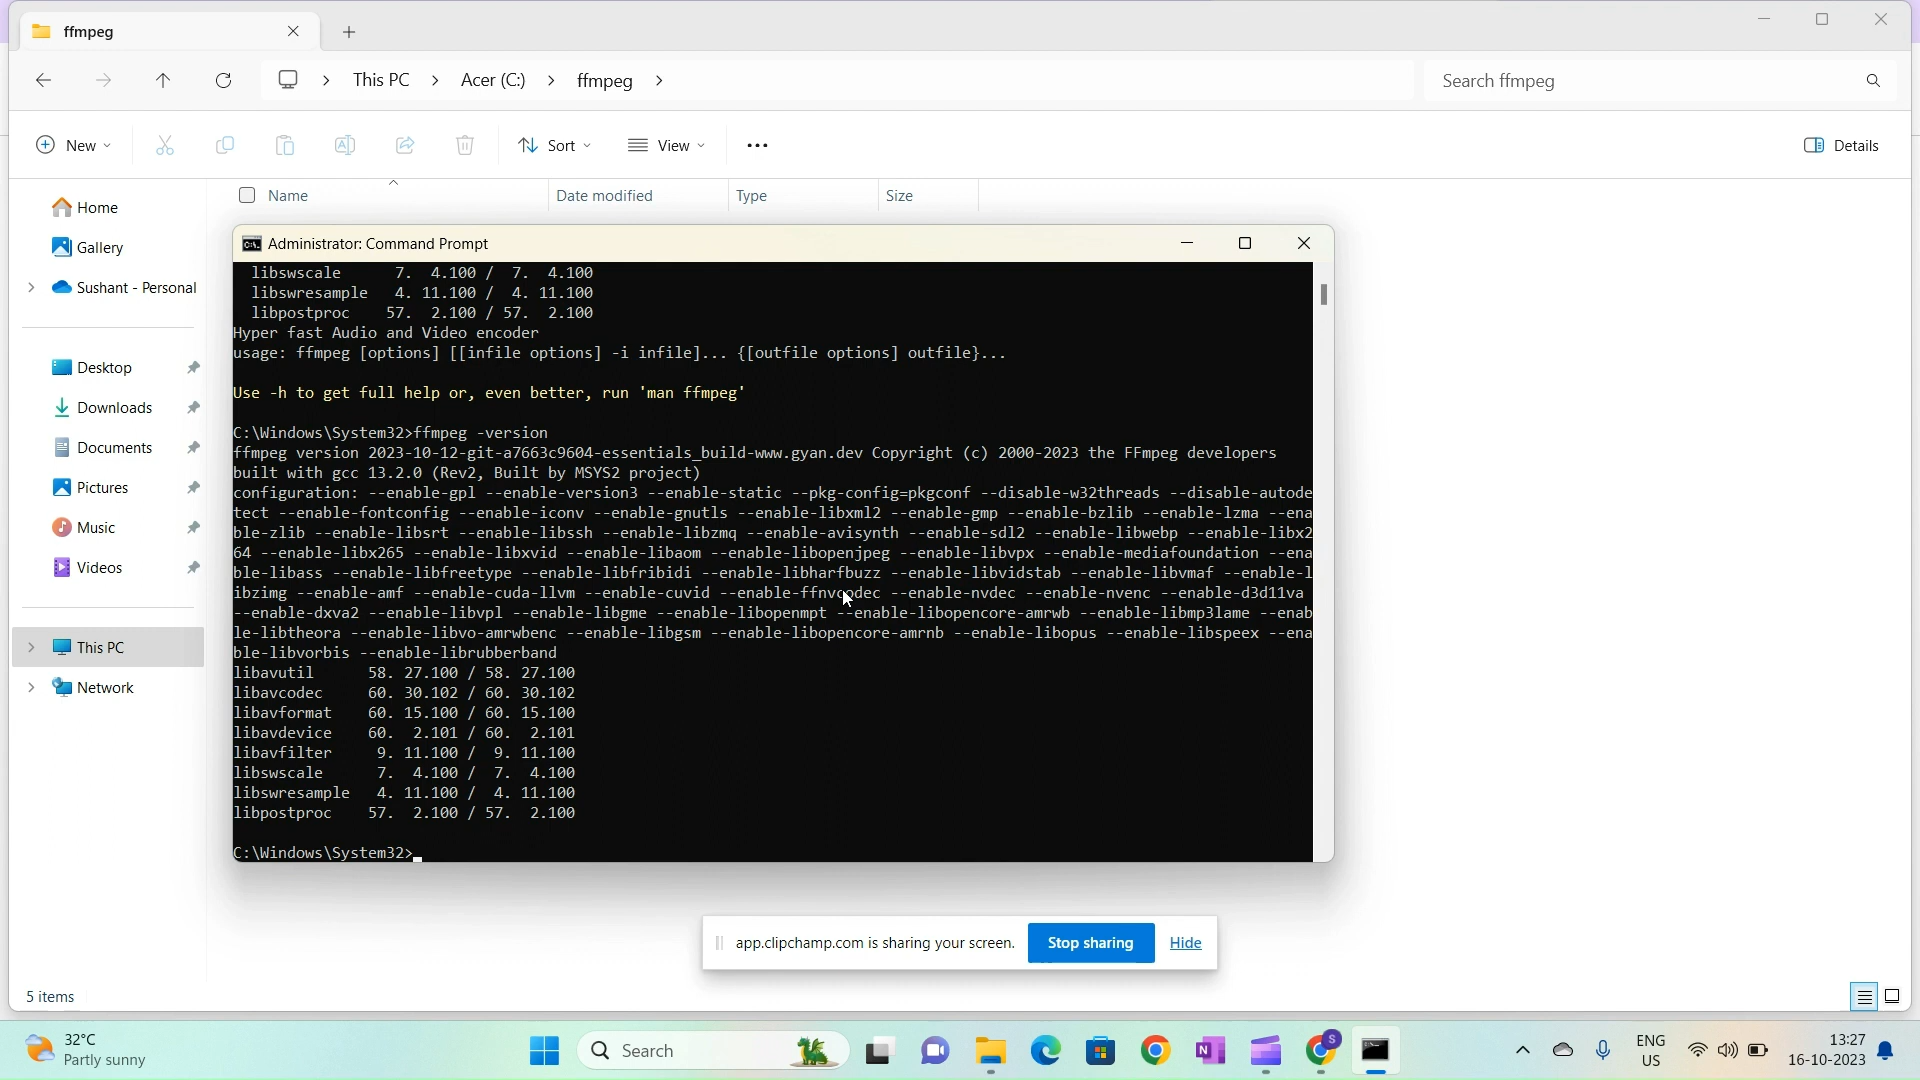 ffmpeg
This PC > Acer (C:) > ffmpeg >
Search ffmpeg
New
Sort
View
Details
Name
Date modified
Type
Size
Home
Gallery
Sushant - Personal
Desktop
Downloads
Documents
Pictures
Music
Videos
This PC
Network
Administrator: Command Prompt
libswscale 7. 4.100 / 7. 4.100
libswresample 4. 11.100 / 4. 11.100
libpostproc 57. 2.100 / 57. 2.100
Hyper fast Audio and Video encoder
usage: ffmpeg [options] [[infile options] -i infile]... {[outfile options] outfile}...
Use -h to get full help or, even better, run 'man ffmpeg'
C:\Windows\System32>ffmpeg -version
ffmpeg version 2023-10-12-git-a7663c9604-essentials_build-www.gyan.dev Copyright (c) 2000-2023 the FFmpeg developers
built with gcc 13.2.0 (Rev2, Built by MSYS2 project)
configuration: --enable-gpl --enable-version3 --enable-static --pkg-config=pkgconf --disable-w32threads --disable-autode
tect --enable-fontconfig --enable-iconv --enable-gnutls --enable-libxml2 --enable-gmp --enable-bzlib --enable-lzma --ena
ble-zlib --enable-libsrt --enable-libssh --enable-libzmq --enable-avisynth --enable-sdl2 --enable-libwebp --enable-libx2
64 --enable-libx265 --enable-libxvid --enable-libaom --enable-libopenjpeg --enable-libvpx --enable-mediafoundation --ena
ble-libass --enable-libfreetype --enable-libfribidi --enable-libharfbuzz --enable-libvidstab --enable-libvmaf --enable-l
ibzimg --enable-amf --enable-cuda-llvm --enable-cuvid --enable-ffnvcodec --enable-nvdec --enable-nvenc --enable-d3d11va
--enable-dxva2 --enable-libvpl --enable-libgme --enable-libopenmpt --enable-libopencore-amrwb --enable-libmp3lame --enab
le-libtheora --enable-libvo-amrwbenc --enable-libgsm --enable-libopencore-amrnb --enable-libopus --enable-libspeex --ena
ble-libvorbis --enable-librubberband
libavutil 58. 27.100 / 58. 27.100
libavcodec 60. 30.102 / 60. 30.102
libavformat 60. 15.100 / 60. 15.100
libavdevice 60. 2.101 / 60. 2.101
libavfilter 9. 11.100 / 9. 11.100
libswscale 7. 4.100 / 7. 4.100
libswresample 4. 11.100 / 4. 11.100
libpostproc 57. 2.100 / 57. 2.100
C:\Windows\System32>
app.clipchamp.com is sharing your screen.
Stop sharing
Hide
5 items
32°C
Partly sunny
Search
ENG
US
13:27
16-10-2023